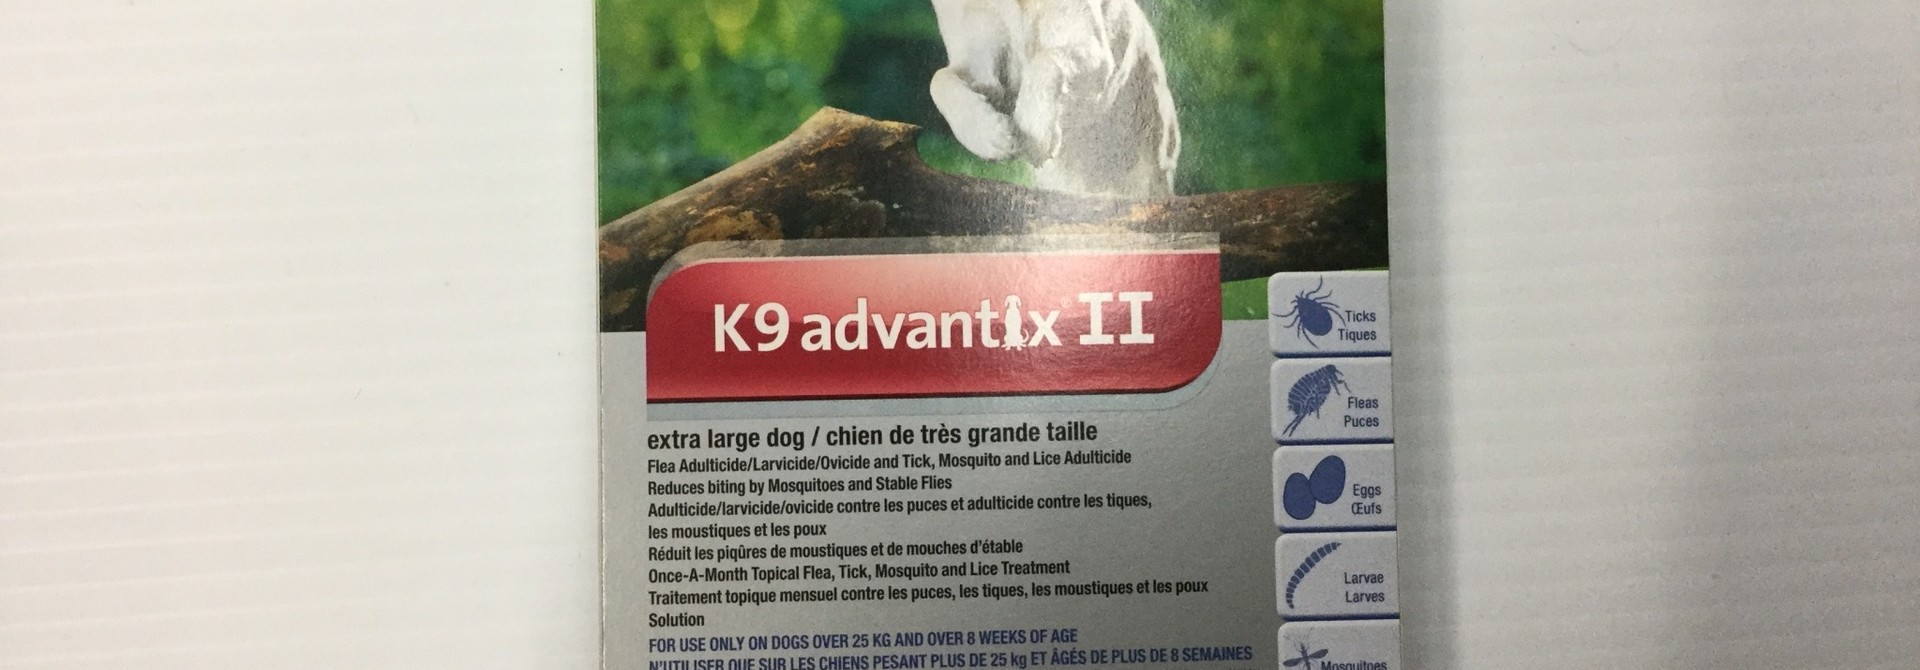 K9 advantix® II
extra large dog / chien de très grande taille
Flea Adulticide/Larvicide/Ovicide and Tick, Mosquito and Lice Adulticide
Reduces biting by Mosquitoes and Stable Flies
Adulticide/larvicide/ovicide contre les puces et adulticide contre les tiques,
les moustiques et les poux
Réduit les piqûres de moustiques et de mouches d'étable
Once-A-Month Topical Flea, Tick, Mosquito and Lice Treatment
Traitement topique mensuel contre les puces, les tiques, les moustiques et les poux
Solution
FOR USE ONLY ON DOGS OVER 25 KG AND OVER 8 WEEKS OF AGE
N'UTILISER QUE SUR LES CHIENS PESANT PLUS DE 25 kg ET ÂGÉS DE PLUS DE 8 SEMAINES
Ticks
Tiques
Fleas
Puces
Eggs
Œufs
Larvae
Larves
Mosquitoes